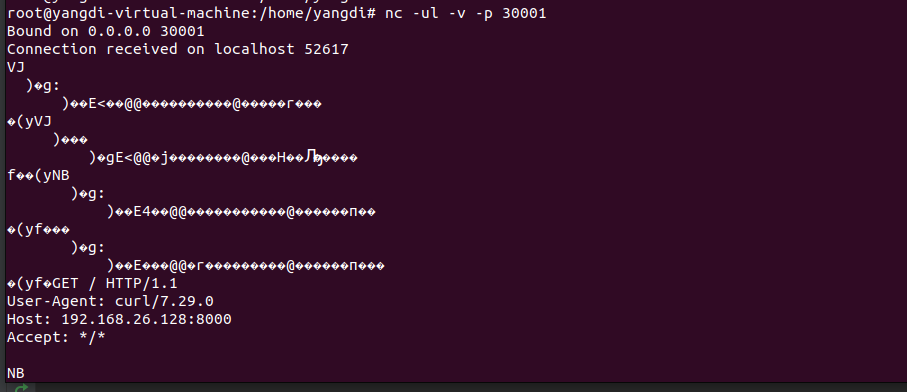 root@yangdi-virtual-machine:/home/yangdi# nc -ul -v -p 30001
Bound on 0.0.0.0 30001
Connection received on localhost 52617
VJ
)�g:
)��E<��@@����������@�����г���
�(yVJ
)���
)�gE<@@�j��������@���H��
f��(yNB
)�g:
)��E4��@@�����������@������п��
�(yf���
)�g:
)��E���@@�г���������@������п���
�(yf�GET / HTTP/1.1
User-Agent: curl/7.29.0
Host: 192.168.26.128:8000
Accept: */*
NB